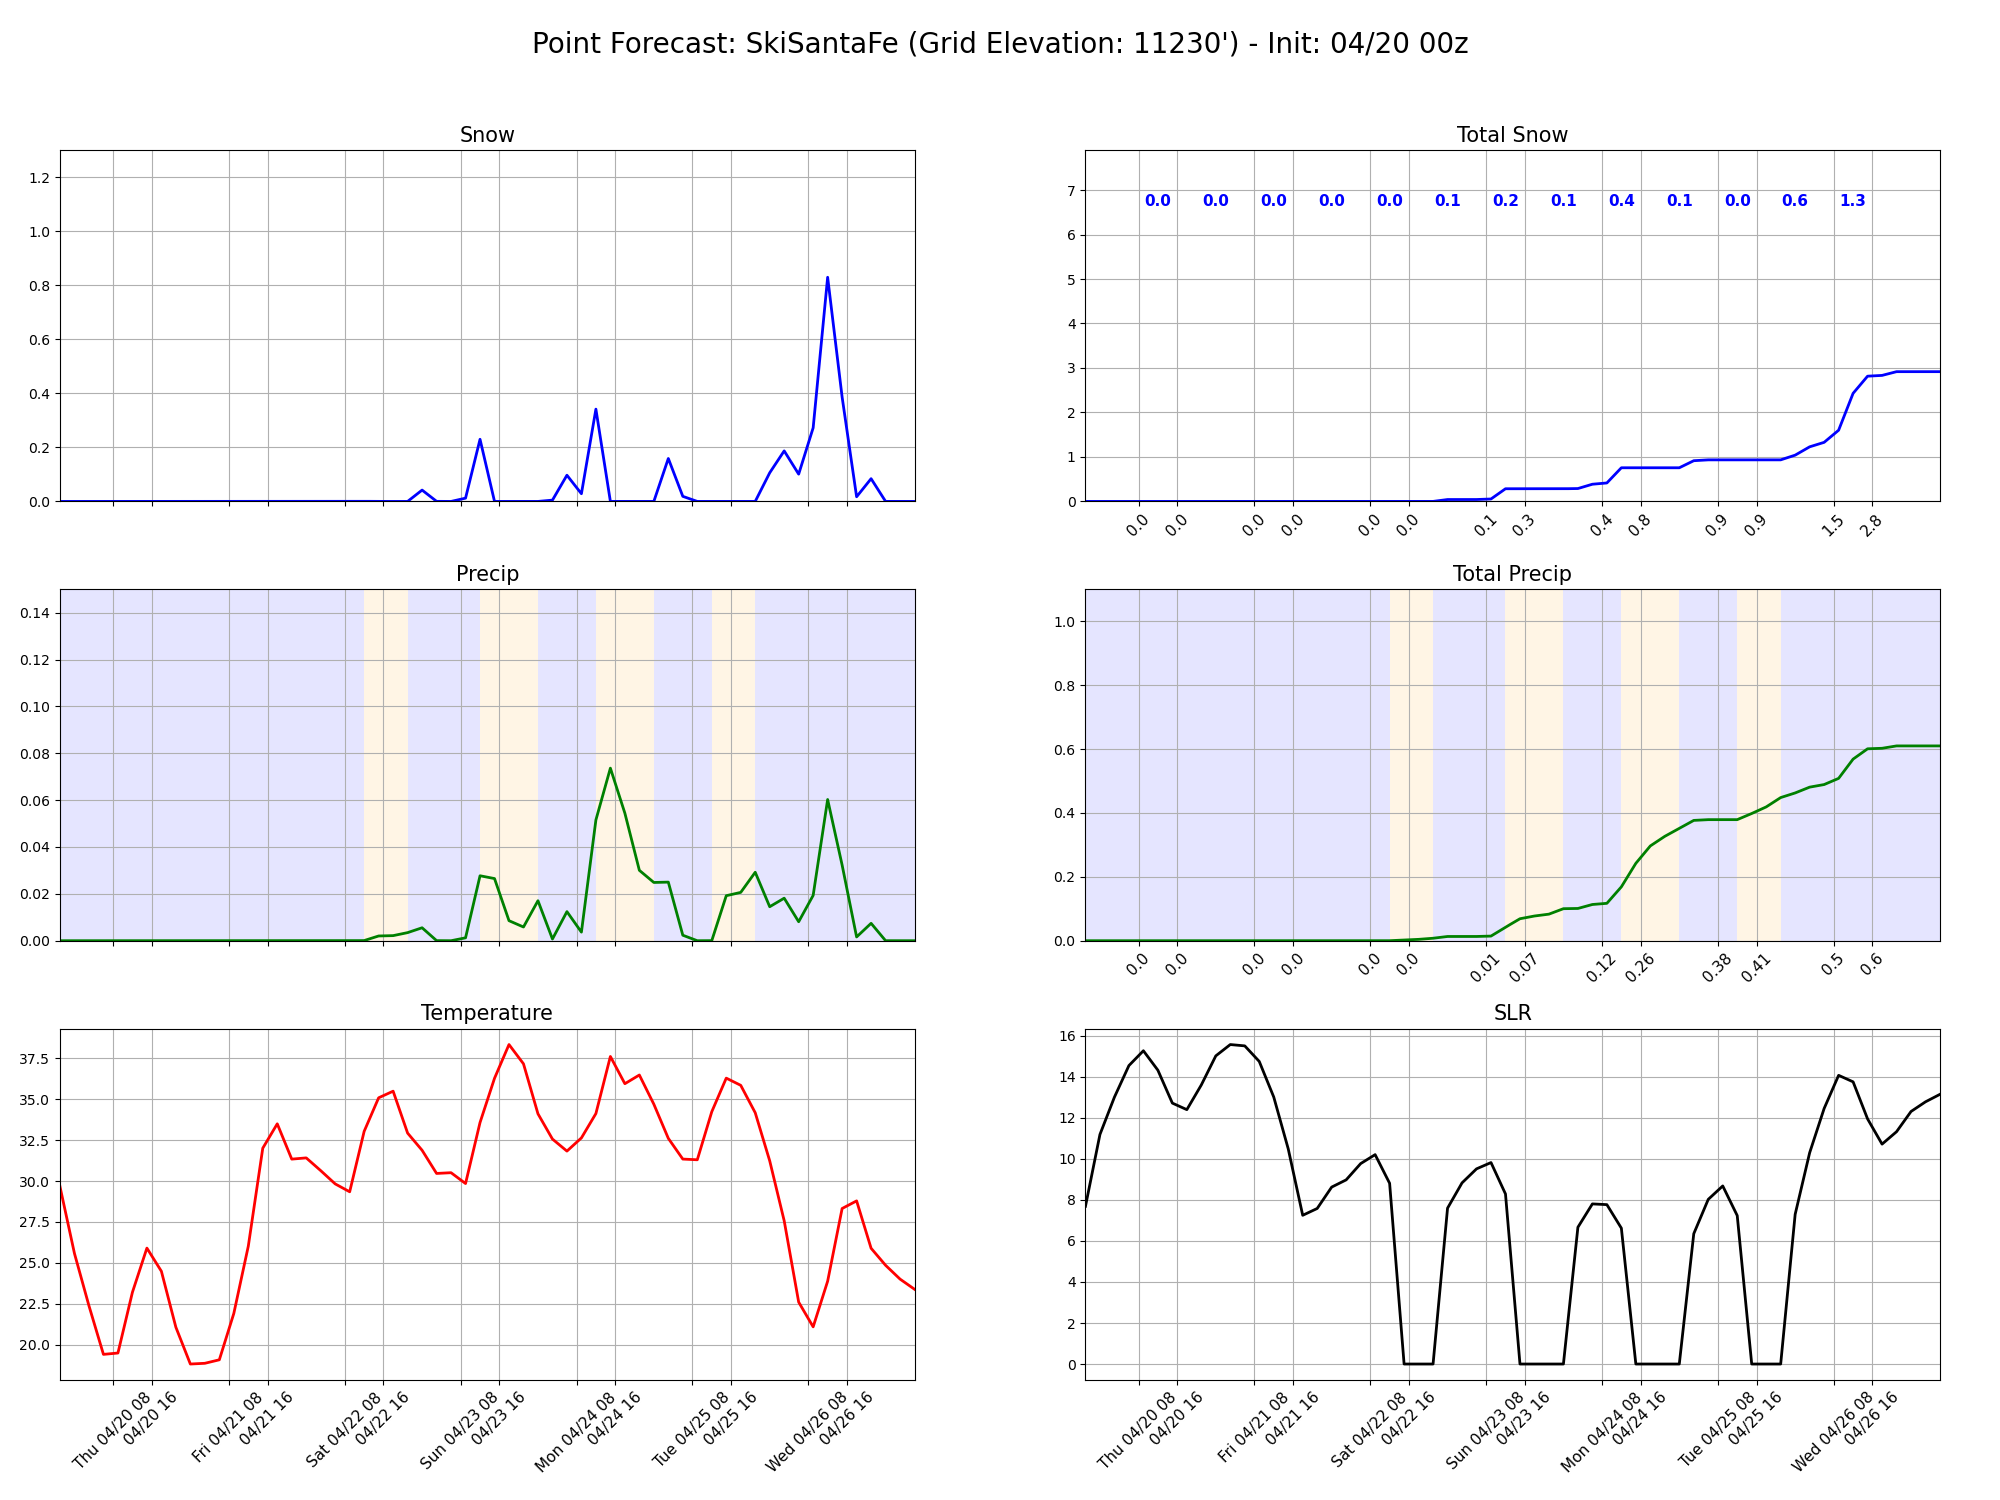 Point Forecast: SkiSantaFe (Grid Elevation: 11230') - Init: 04/20 00z
Snow
1.2
1.0
0.8
0.6
0.4
0.2
0.0
Total Snow
7
6
5
4
3
2
1
0
0.0 0.0 0.0 0.0 0.0 0.1 0.2 0.1 0.4 0.1 0.0 0.6 1.3
0.0 0.0 0.0 0.0 0.0 0.0 0.1 0.3 0.4 0.8 0.9 0.9 1.5 2.8
Precip
0.14
0.12
0.10
0.08
0.06
0.04
0.02
0.00
Total Precip
1.0
0.8
0.6
0.4
0.2
0.0
0.0 0.0 0.0 0.0 0.0 0.0 0.01 0.07 0.12 0.26 0.38 0.41 0.5 0.6
Temperature
37.5
35.0
32.5
30.0
27.5
25.0
22.5
20.0
Thu 04/20 08
04/20 16
Fri 04/21 08
04/21 16
Sat 04/22 08
04/22 16
Sun 04/23 08
04/23 16
Mon 04/24 08
04/24 16
Tue 04/25 08
04/25 16
Wed 04/26 08
04/26 16
SLR
16
14
12
10
8
6
4
2
0
Thu 04/20 08
04/20 16
Fri 04/21 08
04/21 16
Sat 04/22 08
04/22 16
Sun 04/23 08
04/23 16
Mon 04/24 08
04/24 16
Tue 04/25 08
04/25 16
Wed 04/26 08
04/26 16